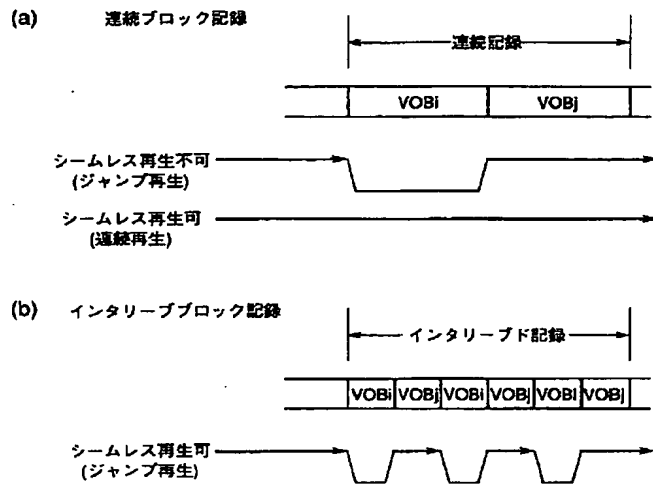 (a) 連続ブロック記録
連続記録
VOBi VOBj
シームレス再生不可
(ジャンプ再生)
シームレス再生可
(連続再生)
(b) インタリーブブロック記録
インタリーブド記録
VOBi VOBj VOBi VOBj VOBi VOBj
シームレス再生可
(ジャンプ再生)